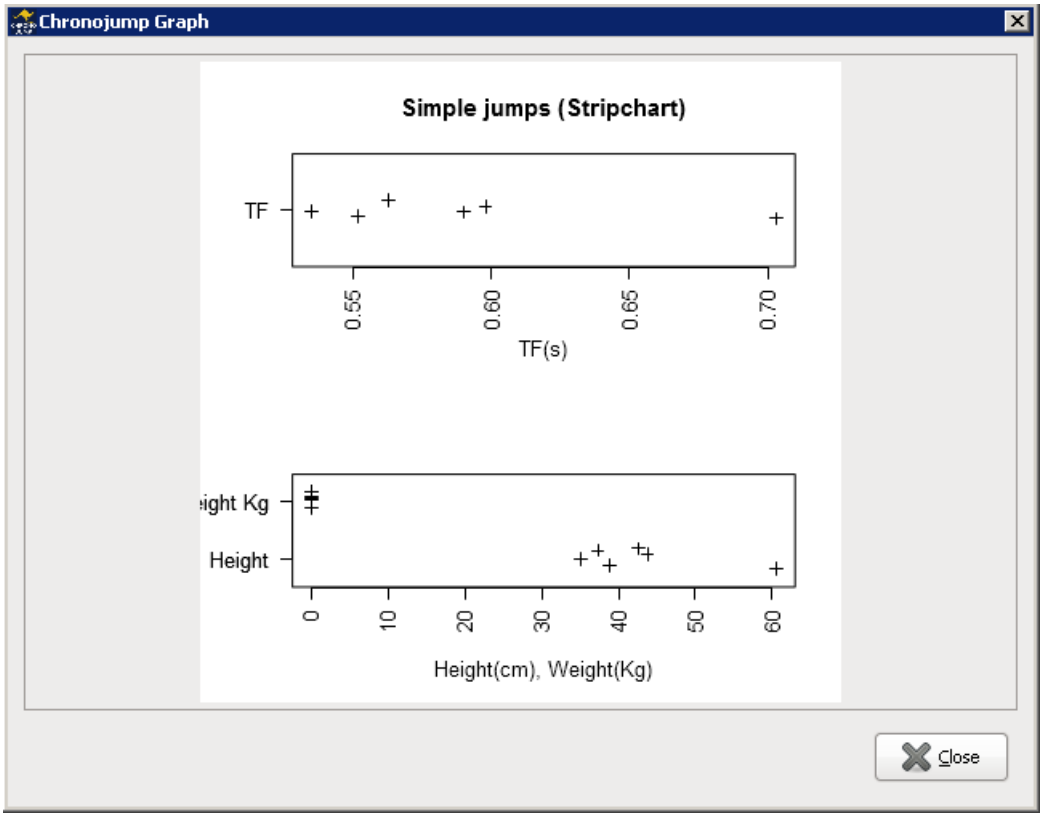 Chronojump Graph
Simple jumps (Stripchart)
TF
0.55 0.60 0.65 0.70
TF(s)
eight Kg
Height
0 10 20 30 40 50 60
Height(cm), Weight(Kg)
Close